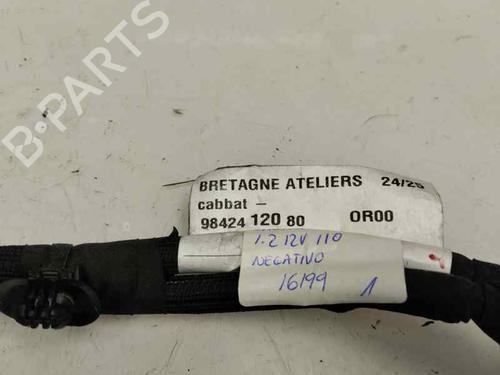 B-PARTS
BRETAGNE ATELIERS 24/25
cabbat -
98424 120 80 OR00
1.2 12V 110
NEGATIVO
16199 1